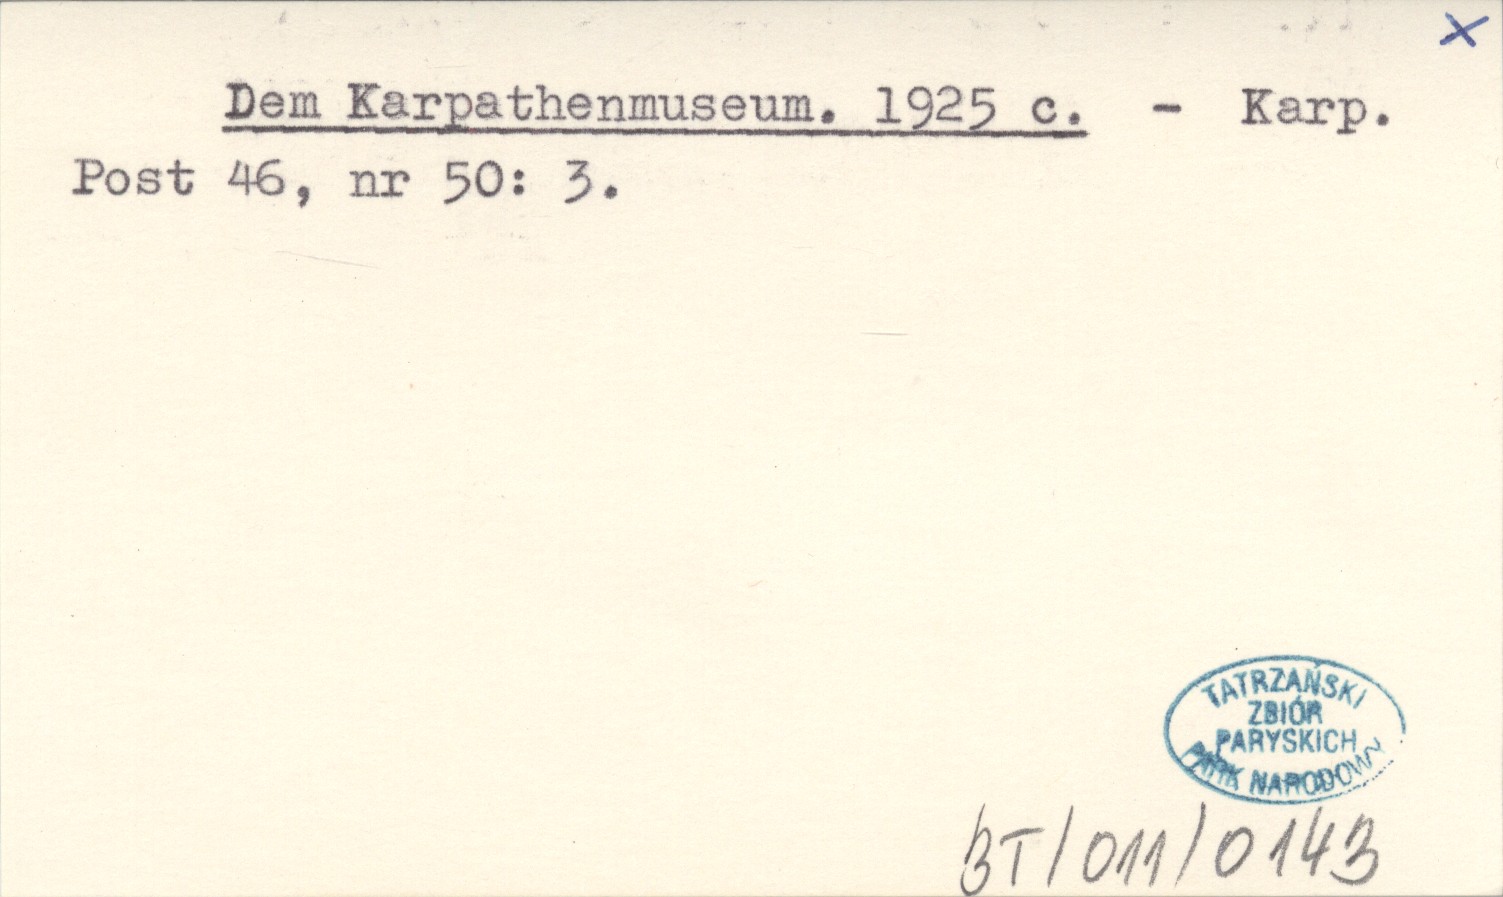 x
Dem Karpathenmuseum. 1925 c. - Karp.
Post 46, nr 50: 3.
TATRZAŃSKI
ZBIÓR
PARYSKICH
PARK NARODOWY
BT/011/0143